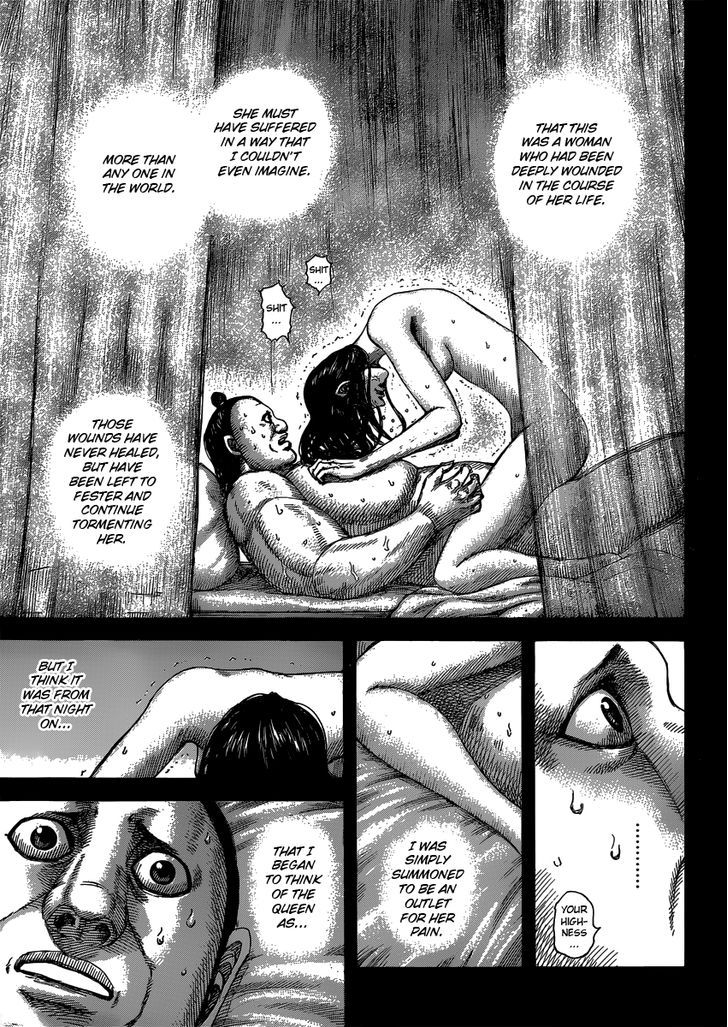 THAT THIS
WAS A WOMAN
WHO HAD BEEN
DEEPLY WOUNDED
IN THE COURSE
OF HER LIFE.
SHE MUST
HAVE SUFFERED
IN A WAY THAT
I COULDN'T
EVEN IMAGINE.
MORE THAN
ANY ONE IN
THE WORLD.
SHIT
...
SHIT
...
THOSE
WOUNDS HAVE
NEVER HEALED,
BUT HAVE
BEEN LEFT TO
FESTER AND
CONTINUE
TORMENTING
HER.
YOUR
HIGH-
NESS
...
I WAS
SIMPLY
SUMMONED
TO BE AN
OUTLET
FOR HER
PAIN.
BUT I
THINK IT
WAS FROM
THAT NIGHT
ON...
THAT I
BEGAN
TO THINK
OF THE
QUEEN
AS...